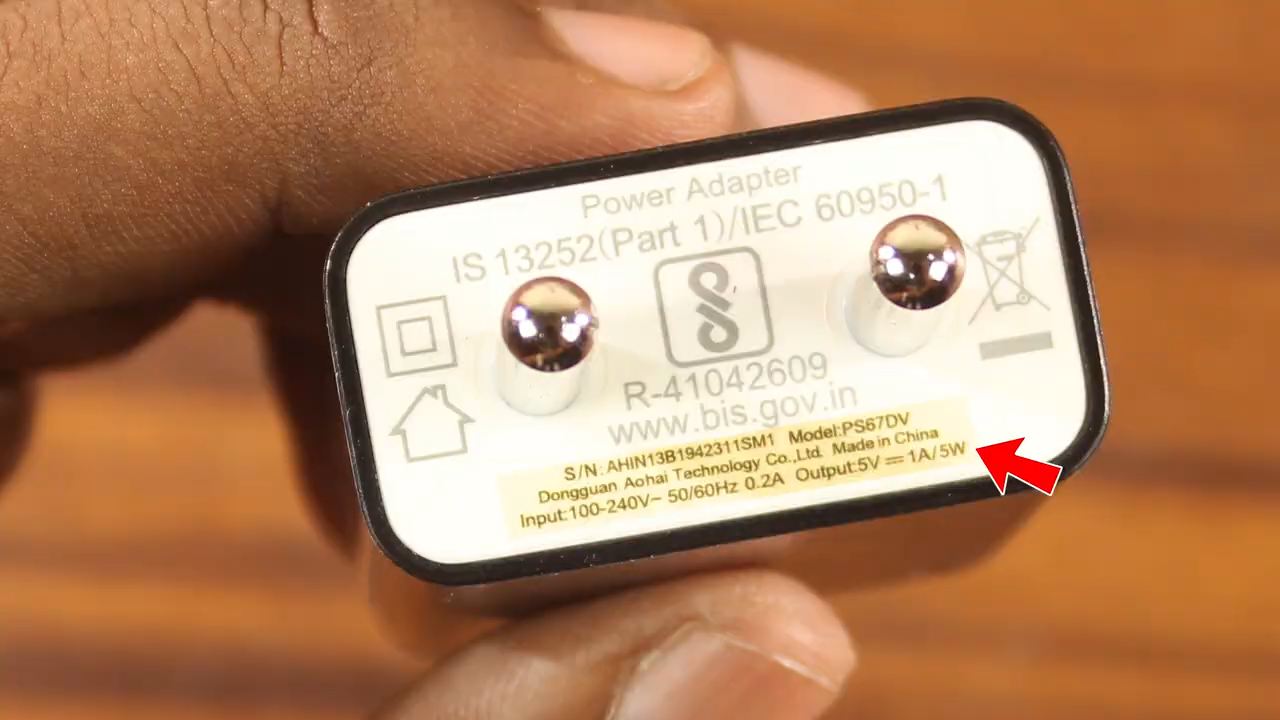 Power Adapter
IS 13252(Part 1)/IEC 60950-1
R-41042609
www.bis.gov.in
S/N: AHIN13B1942311SM1 Model:PS67DV
Dongguan Aohai Technology Co.,Ltd. Made in China
Input:100-240V~ 50/60Hz 0.2A Output:5V⎓1A/5W